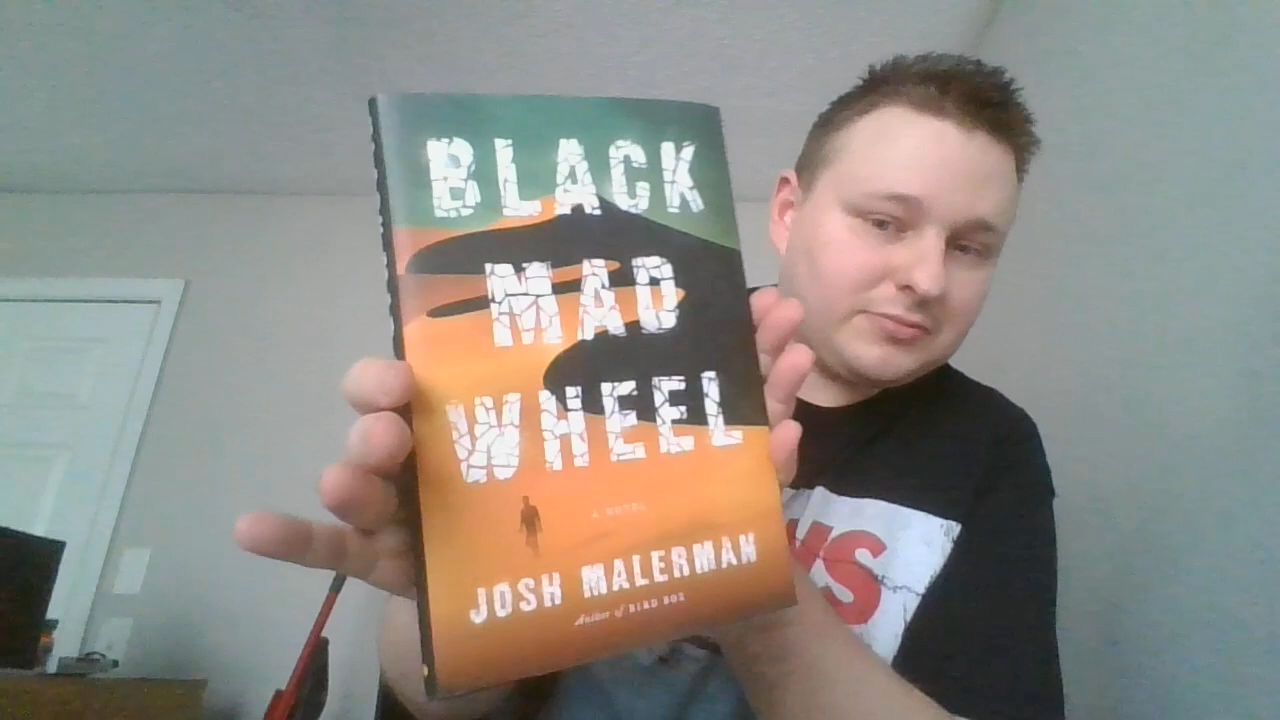 BLACK
MAD
WHEEL
A NOVEL
JOSH MALERMAN
Author of BIRD BOX